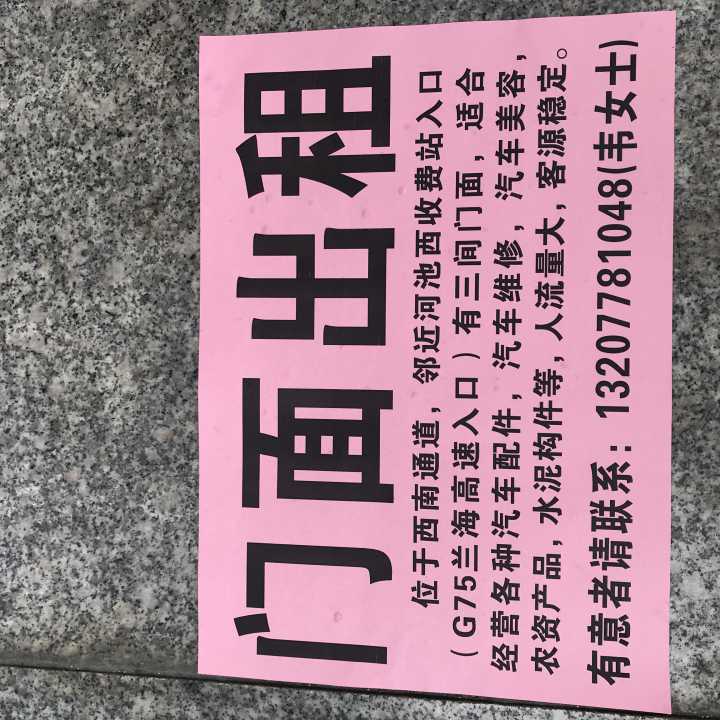 门面出租
位于西南通道，邻近河池西收费站入口
（G75兰海高速入口）有三间门面，适合
经营各种汽车配件，汽车维修，汽车美容，
农资产品，水泥构件等，人流量大，客源稳定。
有意者请联系：13207781048(韦女士)